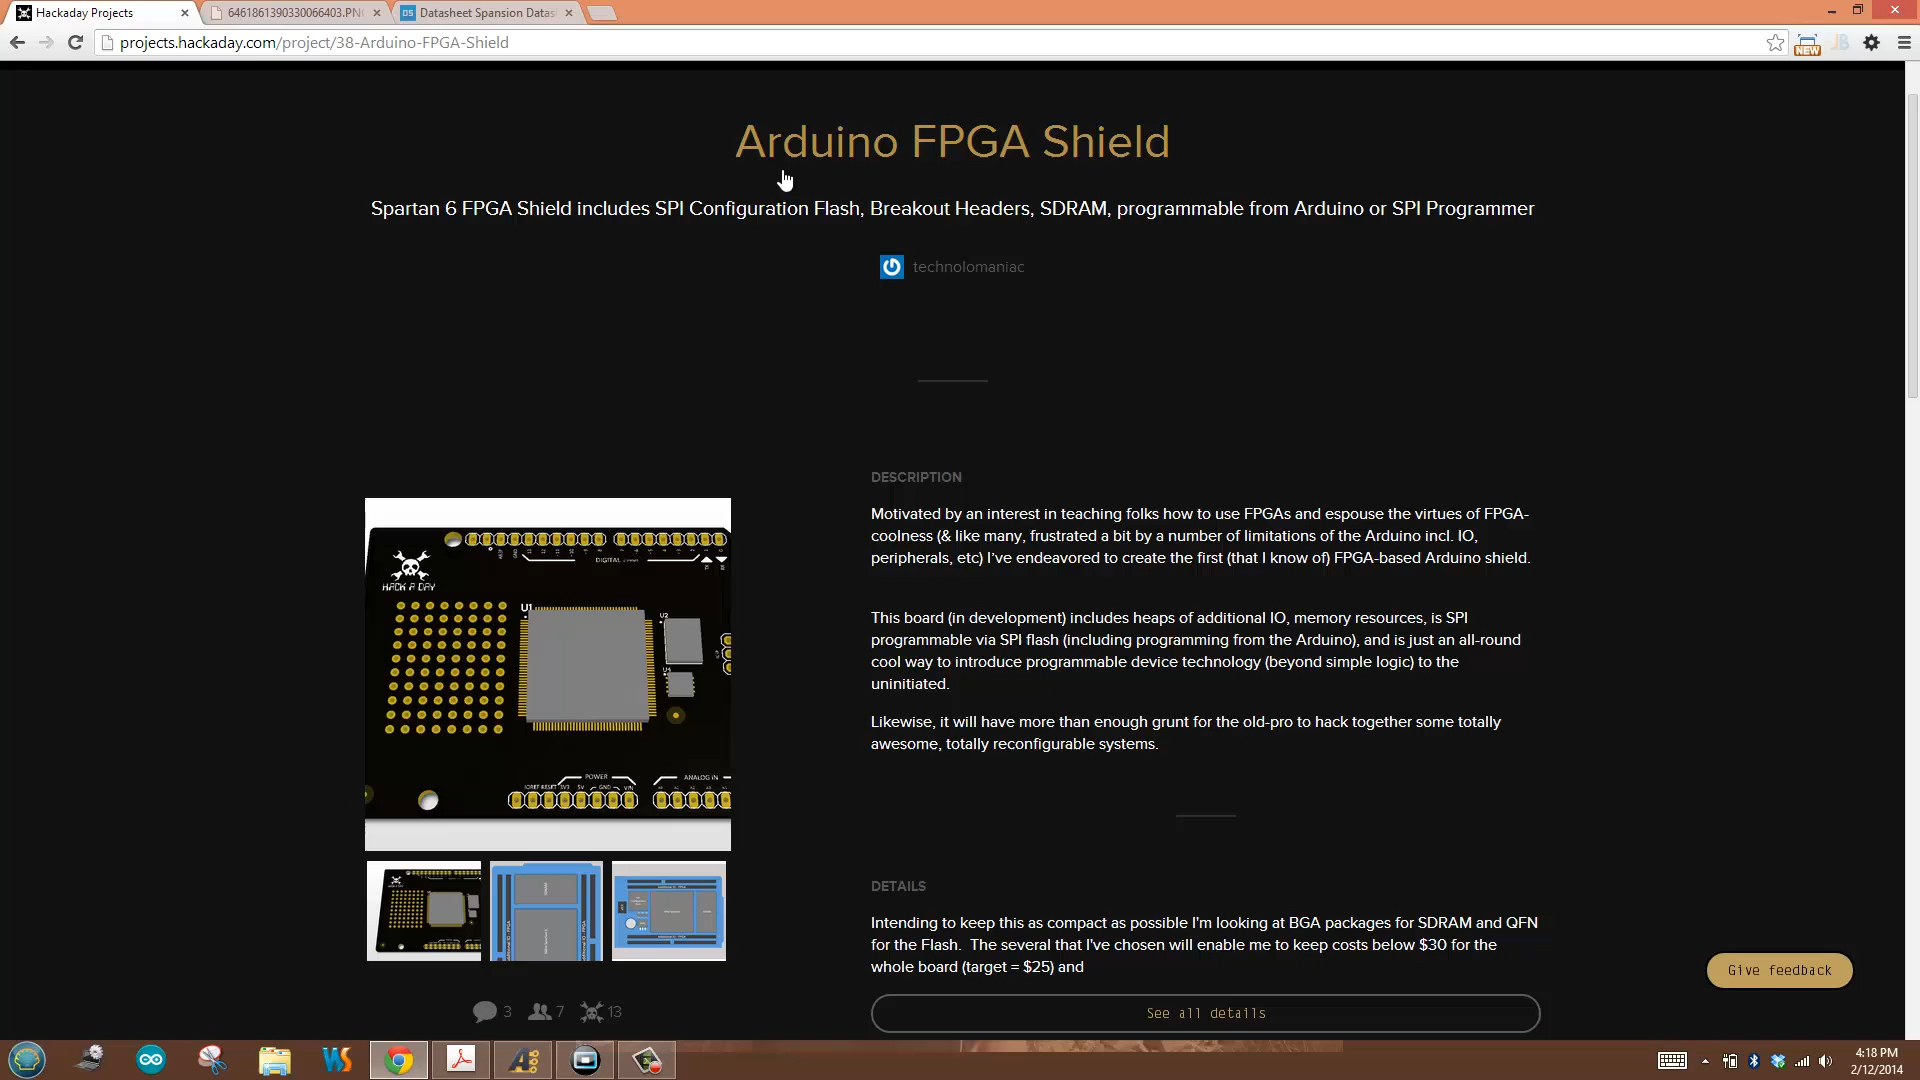 Hackaday Projects
6461861390330066403.PNG
Datasheet Spansion Datas
projects.hackaday.com/project/38-Arduino-FPGA-Shield
NEW
Arduino FPGA Shield
Spartan 6 FPGA Shield includes SPI Configuration Flash, Breakout Headers, SDRAM, programmable from Arduino or SPI Programmer
technolomaniac
DESCRIPTION
Motivated by an interest in teaching folks how to use FPGAs and espouse the virtues of FPGA-
coolness (& like many, frustrated a bit by a number of limitations of the Arduino incl. IO,
peripherals, etc) I've endeavored to create the first (that I know of) FPGA-based Arduino shield.
This board (in development) includes heaps of additional IO, memory resources, is SPI
programmable via SPI flash (including programming from the Arduino), and is just an all-round
cool way to introduce programmable device technology (beyond simple logic) to the
uninitiated.
Likewise, it will have more than enough grunt for the old-pro to hack together some totally
awesome, totally reconfigurable systems.
HACK A DAY
DIGITAL
U1
U2
POWER
ANALOG IN
IOREF RESET 3V3 5V GND VIN
3 7 13
DETAILS
Intending to keep this as compact as possible I'm looking at BGA packages for SDRAM and QFN
for the Flash. The several that I've chosen will enable me to keep costs below $30 for the
whole board (target = $25) and
See all details
Give feedback
4:18 PM
2/12/2014